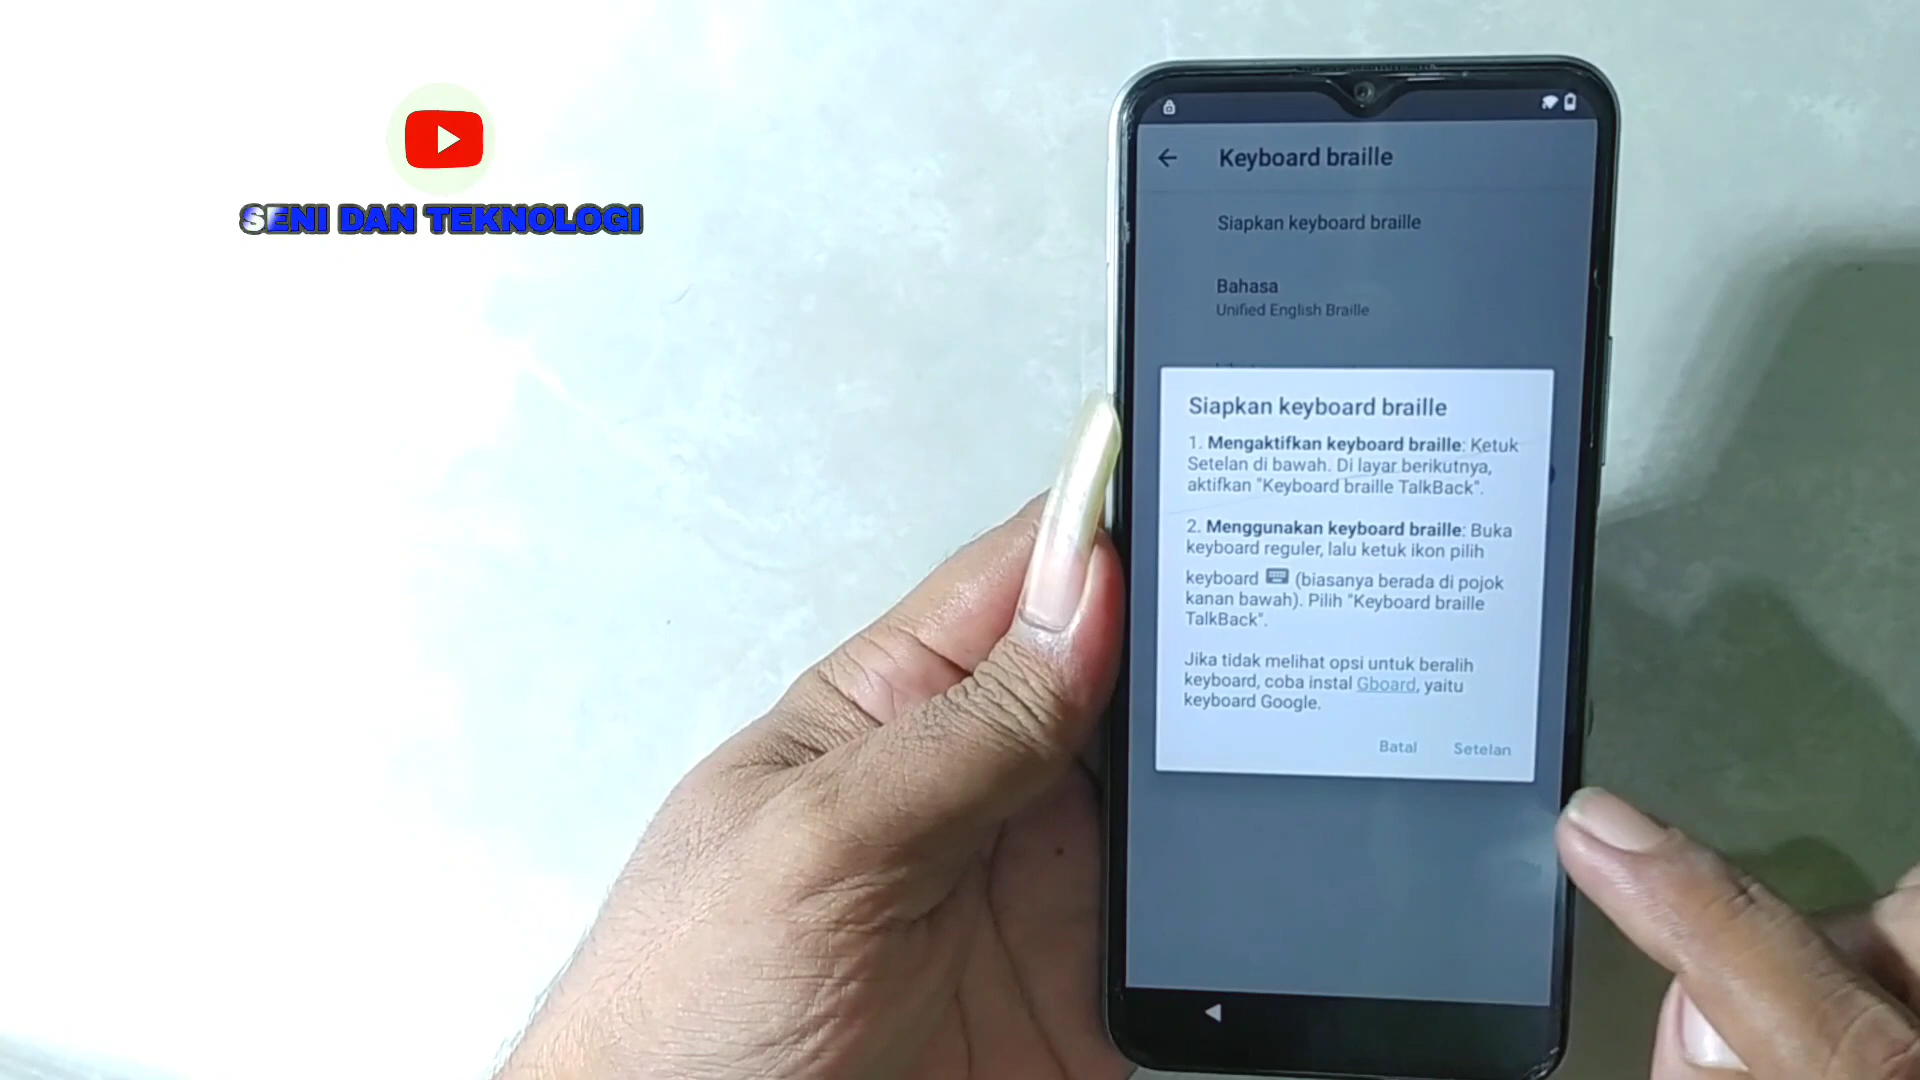 SENI DAN TEKNOLOGI
Keyboard braille
Siapkan keyboard braille
Bahasa
Unified English Braille
Siapkan keyboard braille
1. Mengaktifkan keyboard braille: Ketuk
Setelan di bawah. Di layar berikutnya,
aktifkan "Keyboard braille TalkBack".
2. Menggunakan keyboard braille: Buka
keyboard reguler, lalu ketuk ikon pilih
keyboard (biasanya berada di pojok
kanan bawah). Pilih "Keyboard braille
TalkBack".
Jika tidak melihat opsi untuk beralih
keyboard, coba instal Gboard, yaitu
keyboard Google.
Batal Setelan